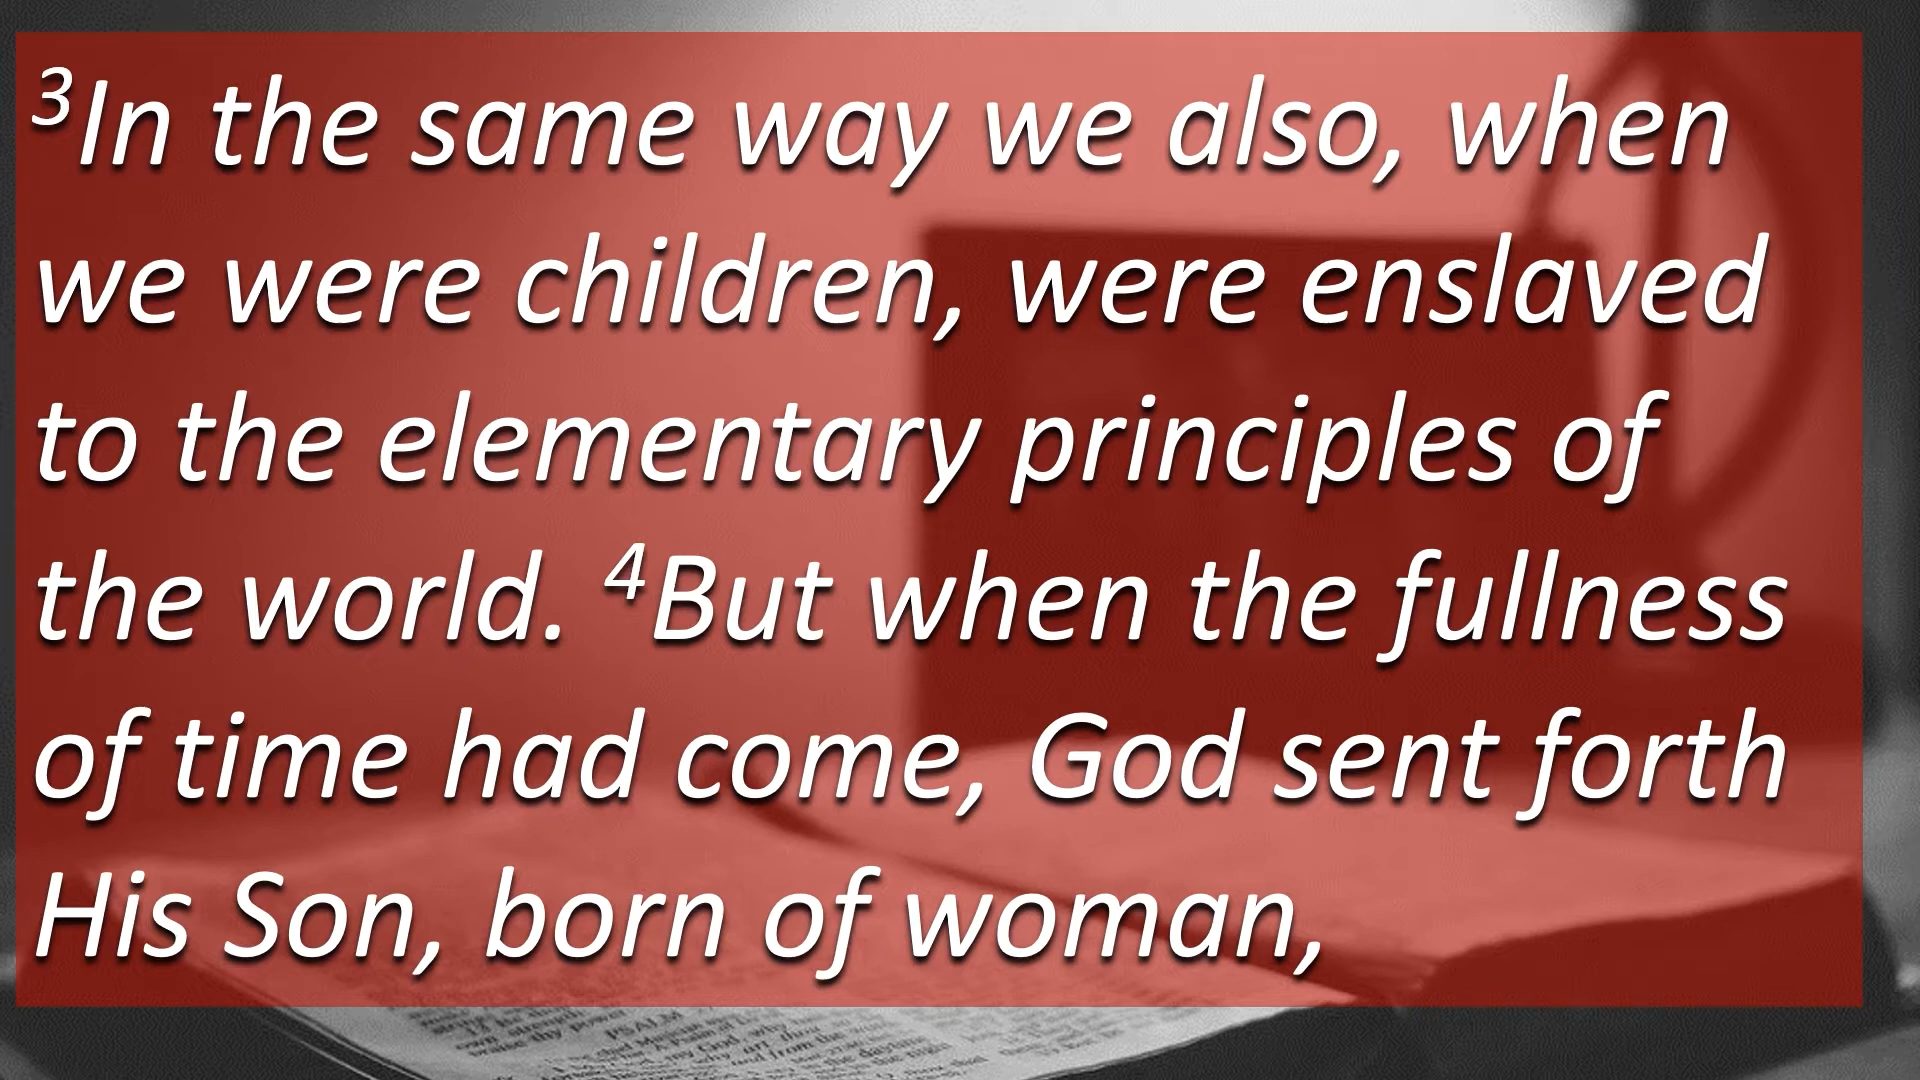 ³In the same way we also, when
we were children, were enslaved
to the elementary principles of
the world. ⁴But when the fullness
of time had come, God sent forth
His Son, born of woman,
PSALM